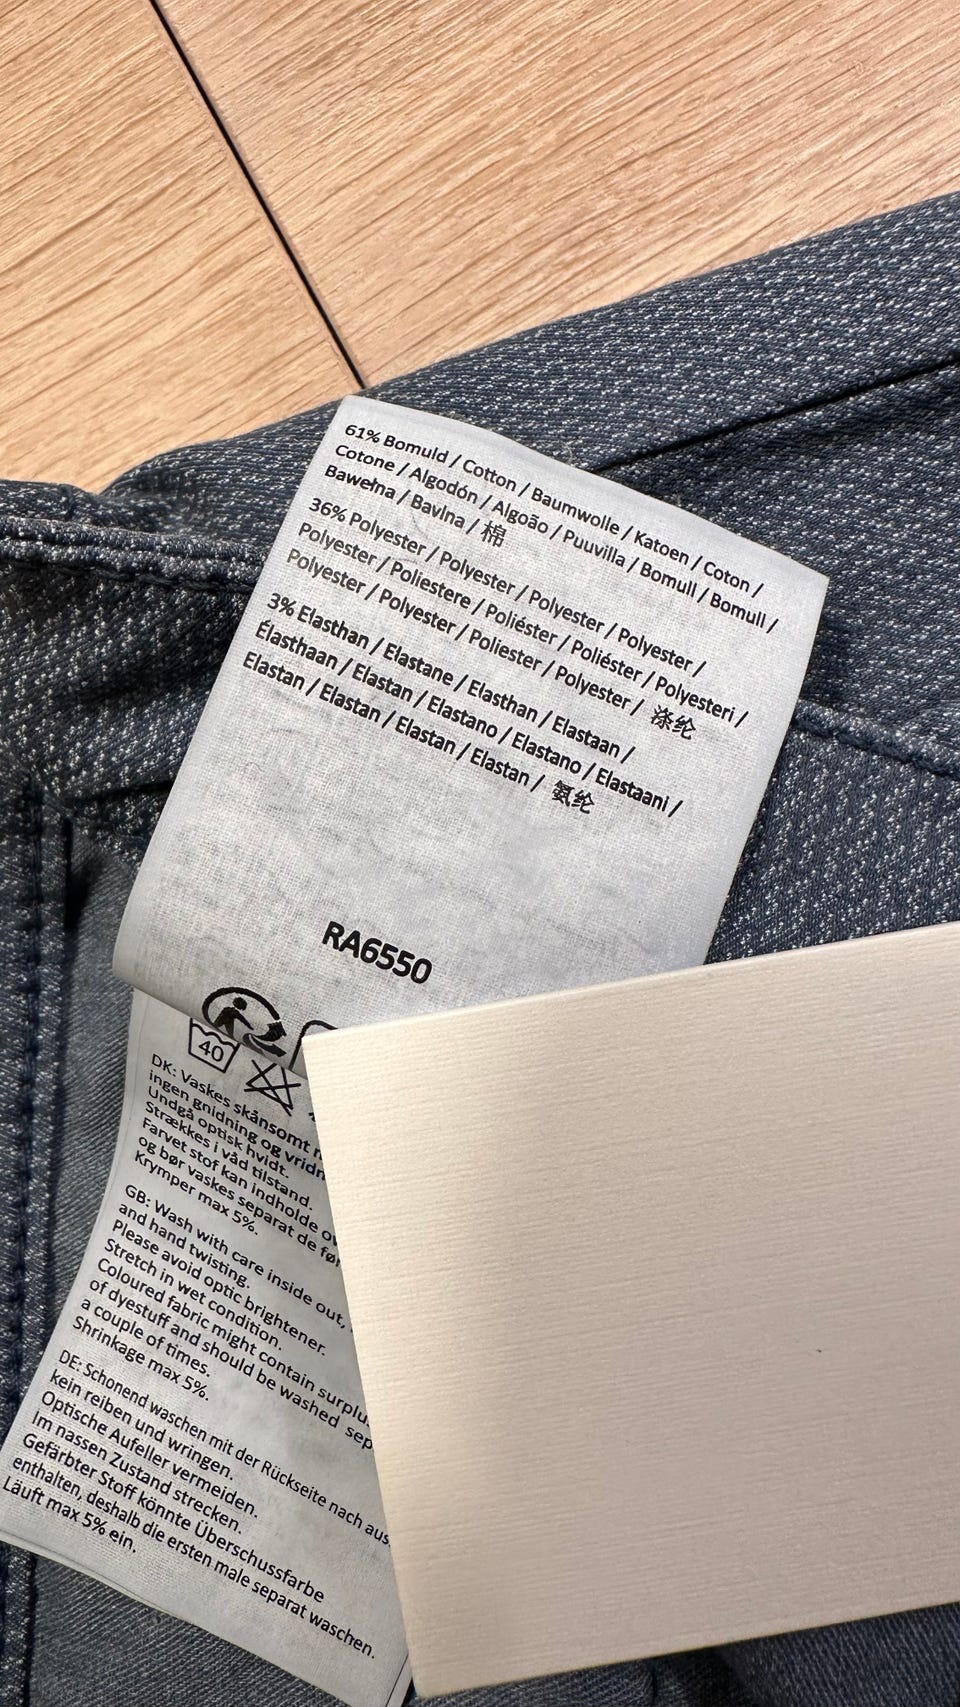 61% Bomuld / Cotton / Baumwolle / Katoen / Coton /
Cotone / Algodón / Algoão / Puuvilla / Bomull / Bomull /
Bawełna / Bavlna / 棉
36% Polyester / Polyester / Polyester / Polyester /
Polyester / Poliestere / Poliéster / Poliéster / Polyesteri /
Polyester / Polyester / Poliester / Polyester / 涤纶
3% Elasthan / Elastane / Elasthan / Elastaan /
Élasthaan / Elastan / Elastano / Elastano / Elastaani /
Elastan / Elastan / Elastan / Elastan / 氨纶
RA6550
40
DK: Vaskes skånsomt
ingen gnidning og vridn
Undgå optisk hvidt.
Strækkes i våd tilstand.
Farvet stof kan indholde
og bør vaskes separat de
Krymper max 5%.
GB: Wash with care inside out,
and hand twisting.
Please avoid optic brightener.
Stretch in wet condition.
Coloured fabric might contain surplu
of dyestuff and should be washed sep
a couple of times.
Shrinkage max 5%.
DE: Schonend waschen mit der Rückseite nach aus
kein reiben und wringen.
Optische Aufeller vermeiden.
Im nassen Zustand strecken.
Gefärbter Stoff könnte Überschussfarbe
enthalten, deshalb die ersten male separat waschen.
Läuft max 5% ein.